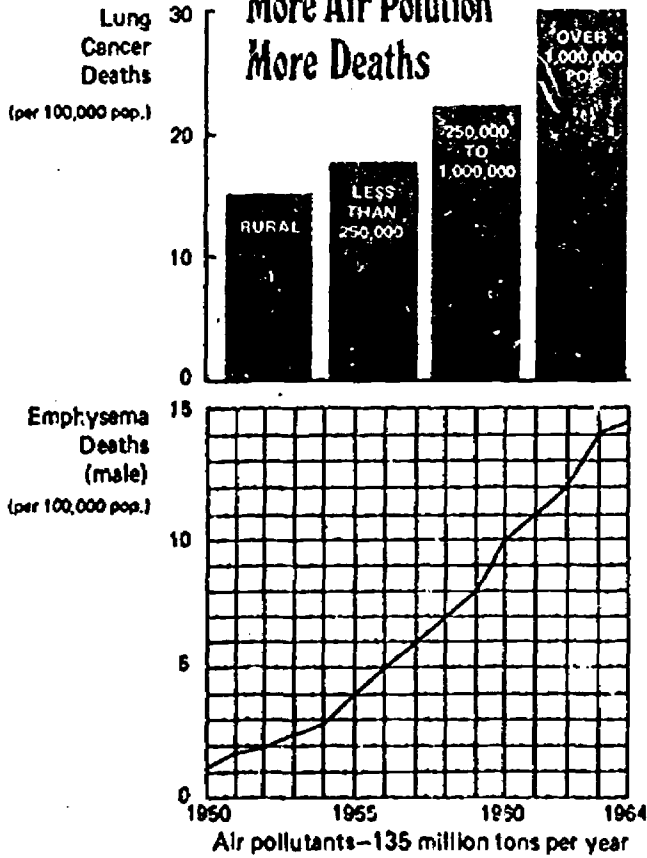 More Air Polution
More Deaths
Lung
Cancer
Deaths
(per 100,000 pop.)
30
20
10
0
RURAL
LESS
THAN
250,000
250,000
TO
1,000,000
OVER
1,000,000
POP.
Emphysema
Deaths
(male)
(per 100,000 pop.)
15
10
5
0
1950
1955
1960
1964
Air pollutants–135 million tons per year